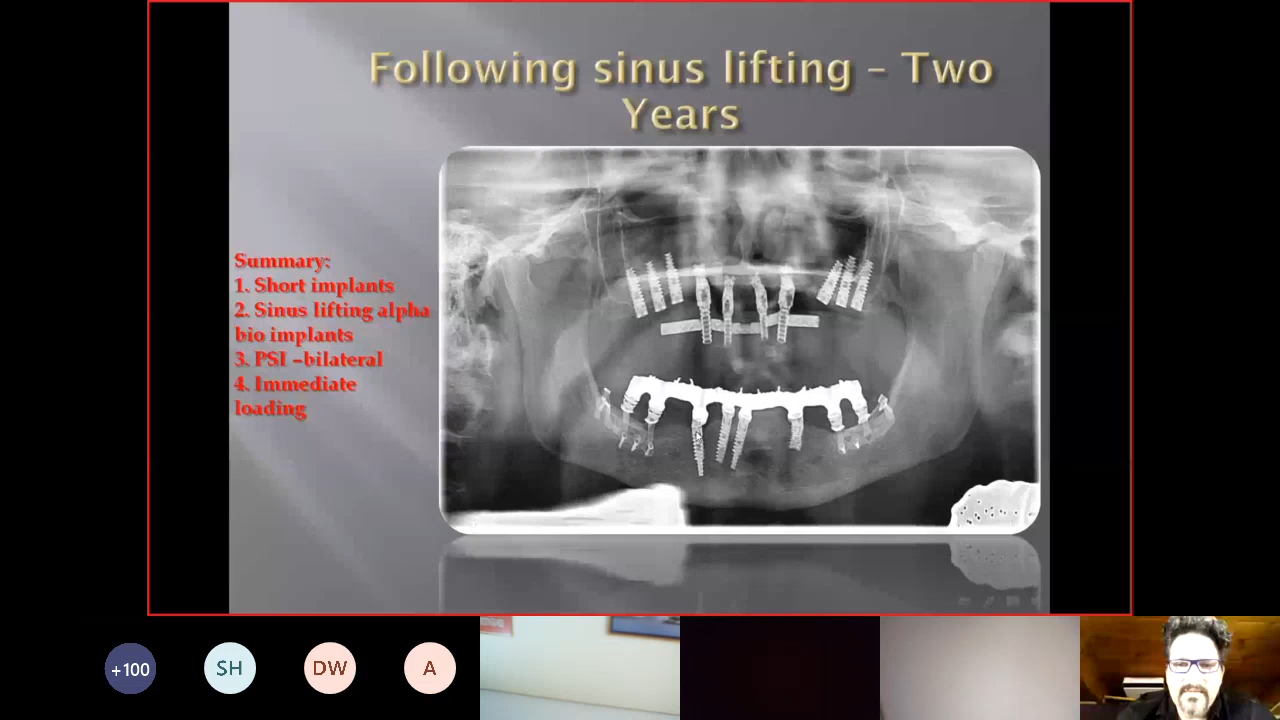 Following sinus lifting – Two
Years
Summary:
1. Short implants
2. Sinus lifting alpha
bio implants
3. PSI –bilateral
4. Immediate
loading
+100
SH
DW
A